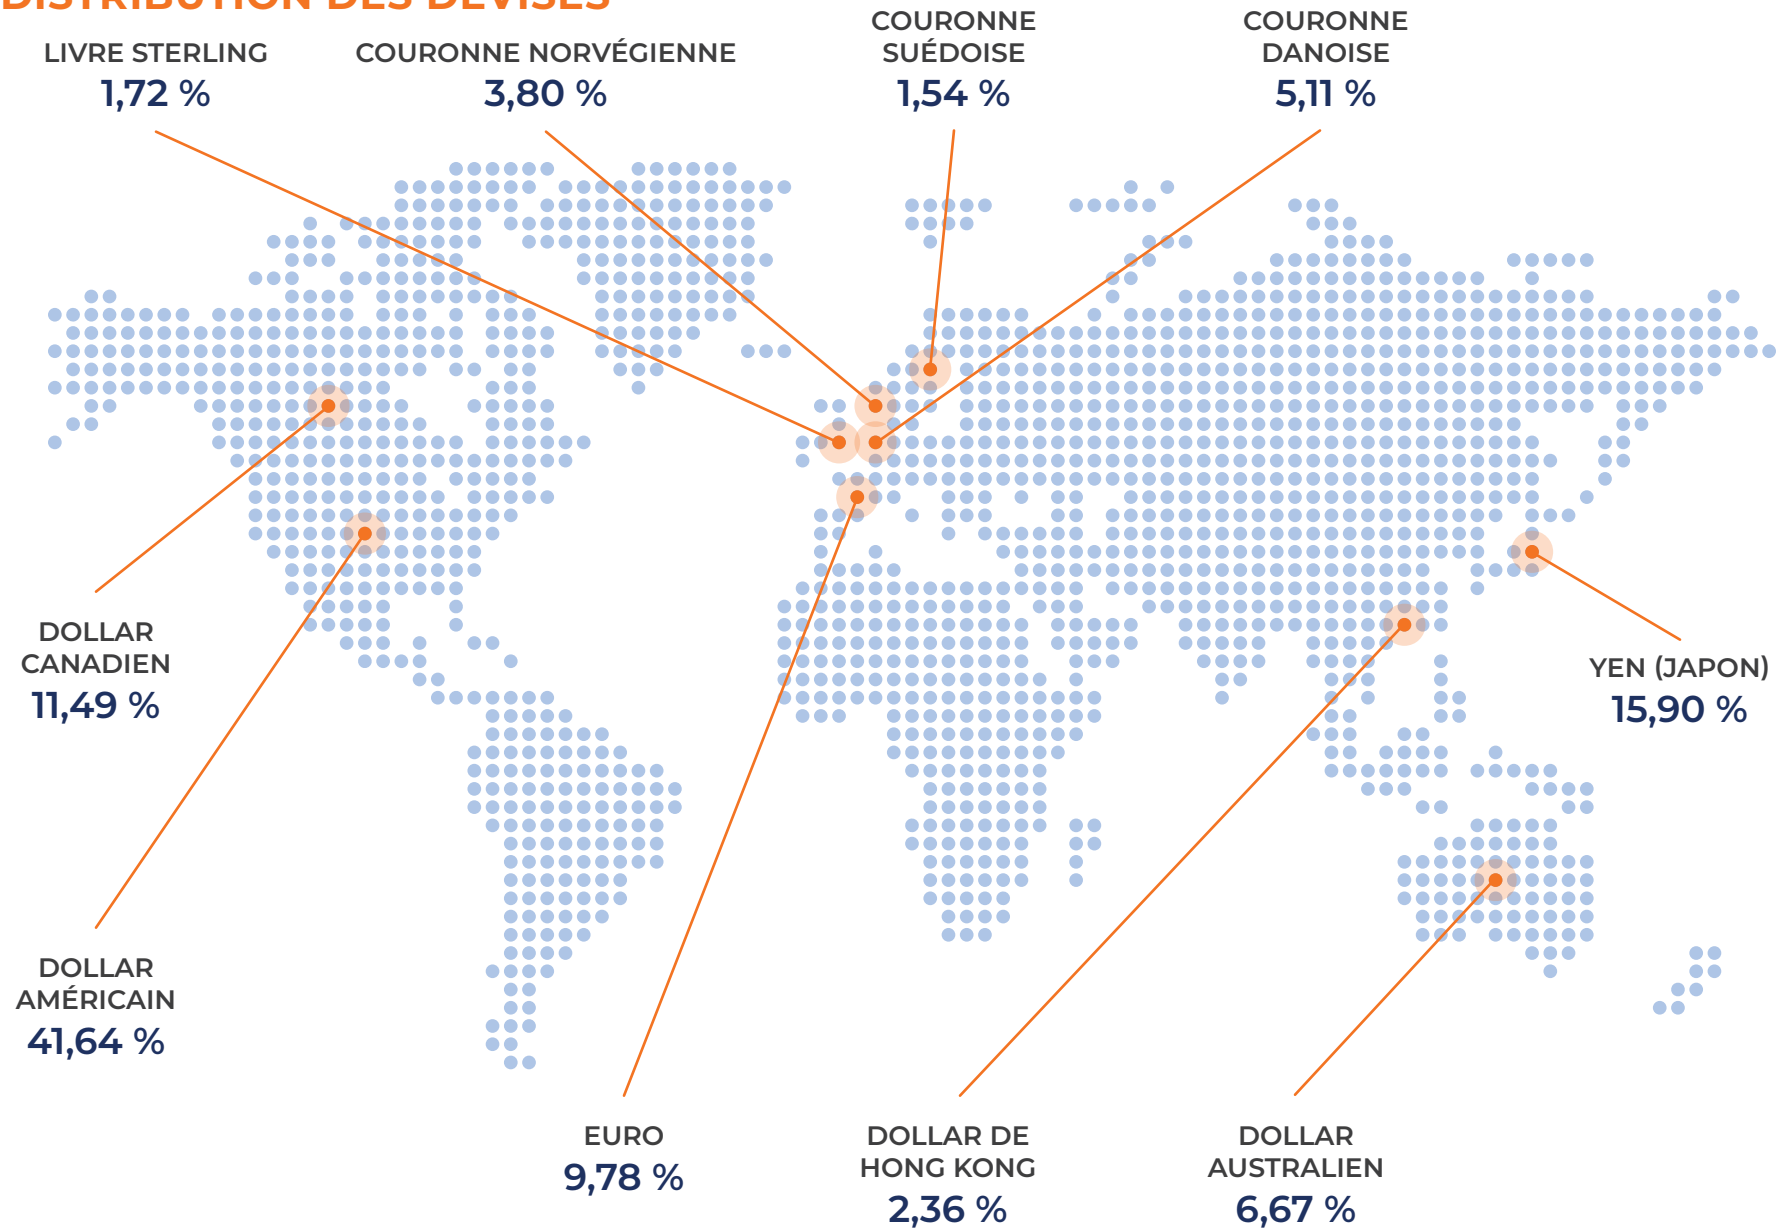 DISTRIBUTION DES DEVISES
LIVRE STERLING
1,72 %
COURONNE NORVÉGIENNE
3,80 %
COURONNE
SUÉDOISE
1,54 %
COURONNE
DANOISE
5,11 %
DOLLAR
CANADIEN
11,49 %
YEN (JAPON)
15,90 %
DOLLAR
AMÉRICAIN
41,64 %
EURO
9,78 %
DOLLAR DE
HONG KONG
2,36 %
DOLLAR
AUSTRALIEN
6,67 %